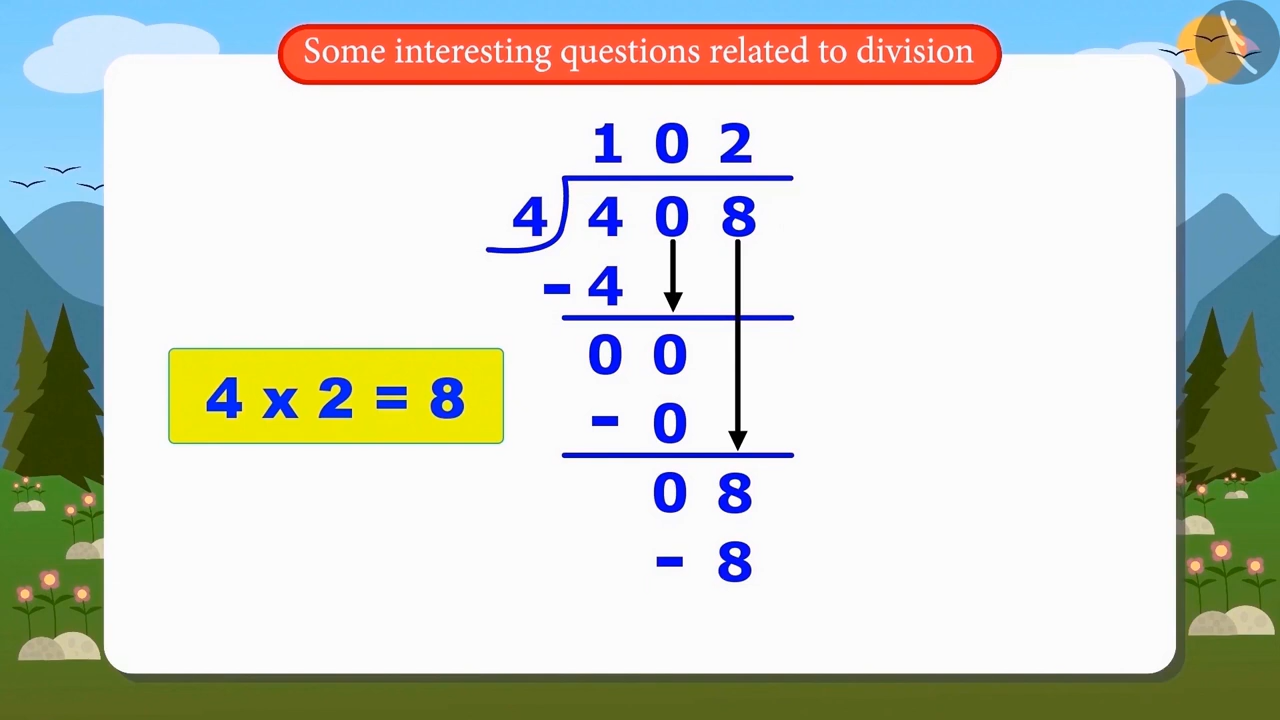 Some interesting questions related to division
1 0 2
4 4 0 8
- 4
0 0
4 x 2 = 8
- 0
0 8
- 8